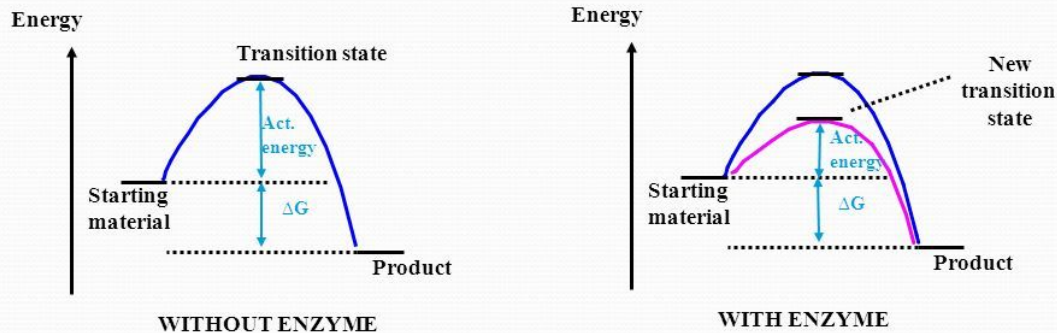 Energy
Transition state
Act.
energy
Starting
material
ΔG
Product
WITHOUT ENZYME
Energy
New
transition
state
Act.
energy
Starting
material
ΔG
Product
WITH ENZYME